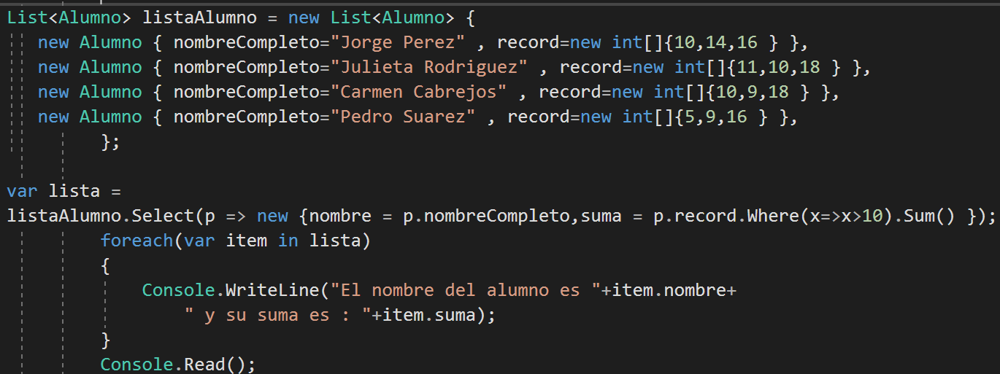 List<Alumno> listaAlumno = new List<Alumno> {
new Alumno { nombreCompleto="Jorge Perez" , record=new int[]{10,14,16 } },
new Alumno { nombreCompleto="Julieta Rodriguez" , record=new int[]{11,10,18 } },
new Alumno { nombreCompleto="Carmen Cabrejos" , record=new int[]{10,9,18 } },
new Alumno { nombreCompleto="Pedro Suarez" , record=new int[]{5,9,16 } },
};
var lista =
listaAlumno.Select(p => new {nombre = p.nombreCompleto,suma = p.record.Where(x=>x>10).Sum() });
foreach(var item in lista)
{
Console.WriteLine("El nombre del alumno es "+item.nombre+
" y su suma es : "+item.suma);
}
Console.Read();